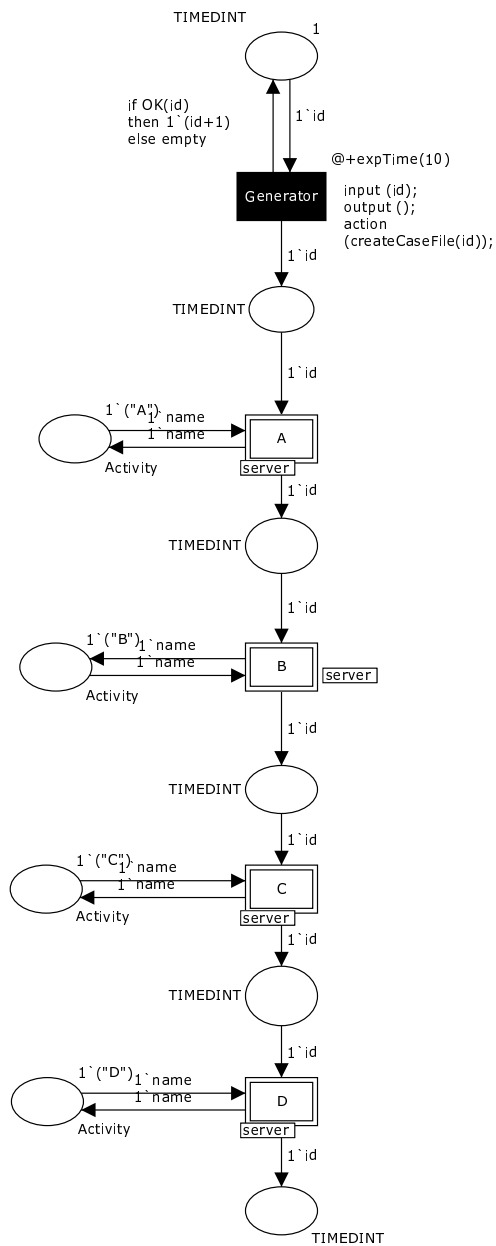 TIMEDINT
1
if OK(id)
then 1`(id+1)
else empty
1`id
@+expTime(10)
Generator
input (id);
output ();
action
(createCaseFile(id));
1`id
TIMEDINT
1`id
1`("A")
1`name
1`name
A
Activity
server
1`id
TIMEDINT
1`id
1`("B")
1`name
1`name
B
server
Activity
1`id
TIMEDINT
1`id
1`("C")
1`name
1`name
C
Activity
server
1`id
TIMEDINT
1`id
1`("D")
1`name
1`name
D
Activity
server
1`id
TIMEDINT